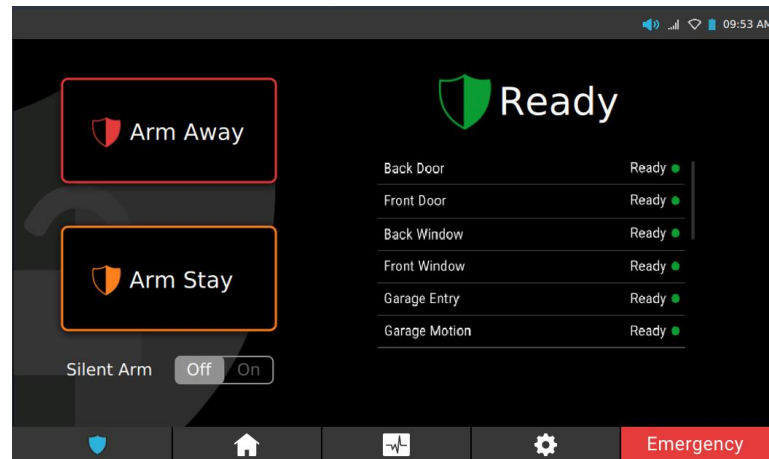 09:53 AM
Arm Away
Ready
Back Door Ready
Front Door Ready
Back Window Ready
Front Window Ready
Garage Entry Ready
Garage Motion Ready
Arm Stay
Silent Arm Off On
Emergency